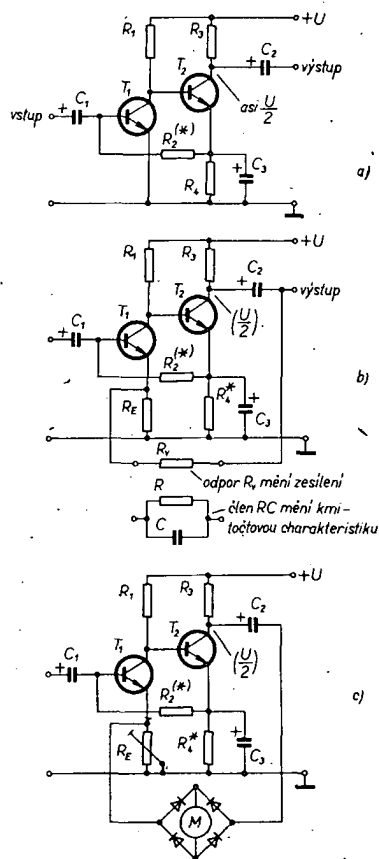 R1 R3 +U
C2
T1 T2 výstup
vstup + C1 asi U/2
R2(*)
R4 + C3 a)
+U
R1 R3
C2
T1 T2 výstup
+ C1 (U/2)
R2(*) b)
RE R4* + C3
Rv
odpor Rv mění zesílení
R
člen RC mění kmi-
C točtovou charakteristiku
+U
R1 R3
C2
T1 T2
+ C1 (U/2)
R2(*) c)
RE R4* + C3
M